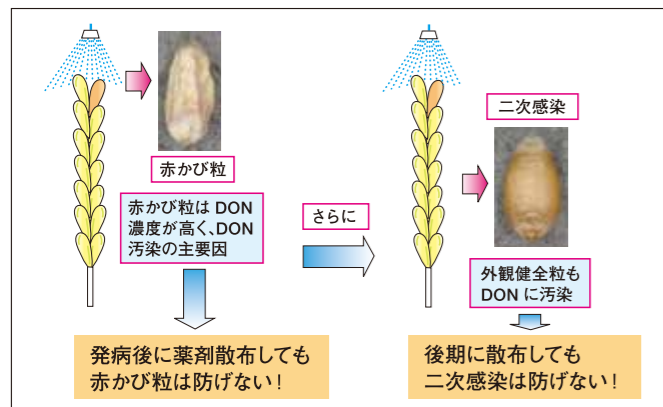 赤かび粒
赤かび粒は DON
濃度が高く、DON
汚染の主要因
発病後に薬剤散布しても
赤かび粒は防げない!
さらに
二次感染
外観健全粒も
DON に汚染
後期に散布しても
二次感染は防げない!